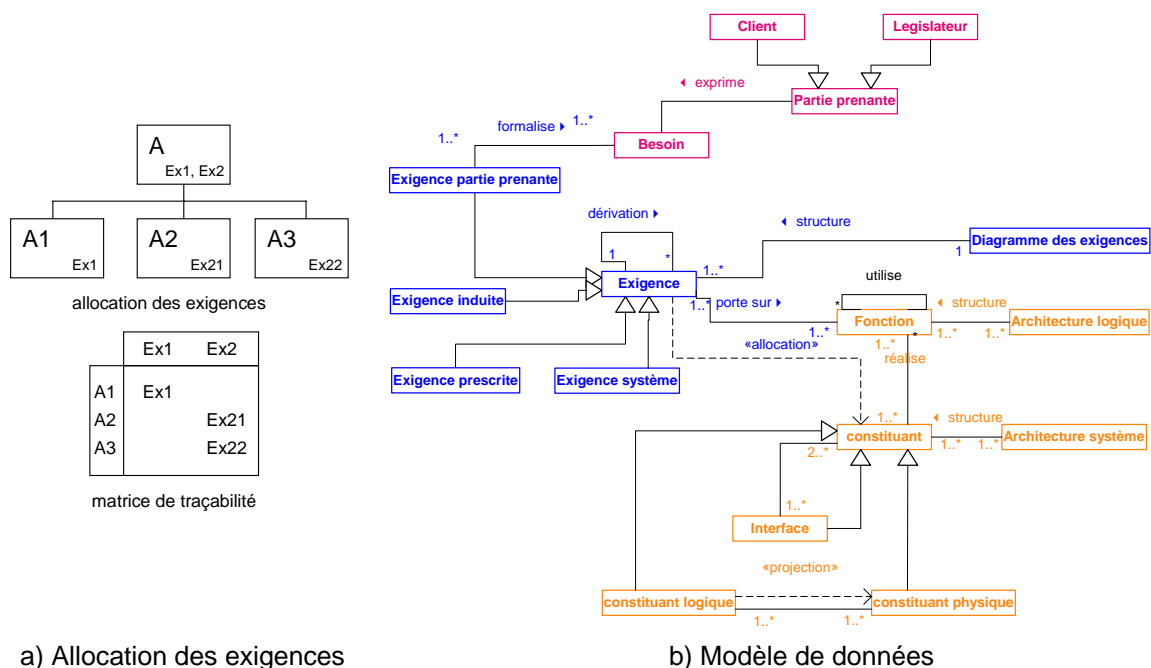 A
Ex1, Ex2
A1
Ex1
A2
Ex21
A3
Ex22
allocation des exigences
Ex1 Ex2
A1 Ex1
A2 Ex21
A3 Ex22
matrice de traçabilité
a) Allocation des exigences
Client
Législateur
exprime
Partie prenante
formalise
1..*
1..*
Besoin
Exigence partie prenante
dérivation
structure
1
*
1..*
1
Diagramme des exigences
utilise
Exigence
Exigence induite
1..*
porte sur
*
structure
1..*
Fonction
Architecture logique
«allocation»
1..*
*
1..*
1..*
réalise
Exigence prescrite
Exigence système
1..*
structure
constituant
Architecture système
2..*
1..*
1..*
1..*
Interface
«projection»
constituant logique
constituant physique
1..*
1..*
b) Modèle de données